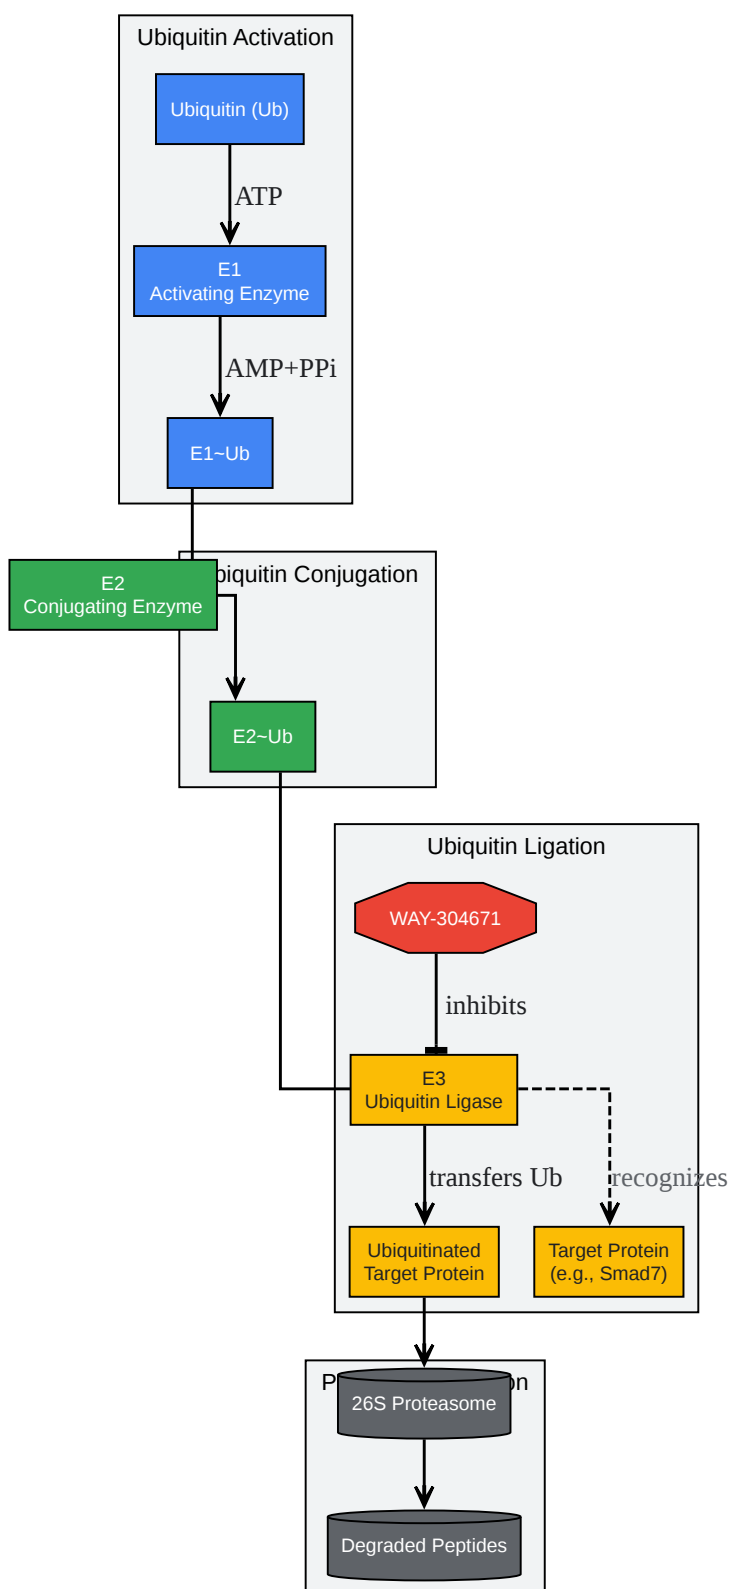 Ubiquitin Activation
Ubiquitin (Ub)
ATP
E1
Activating Enzyme
AMP+PPi
E1~Ub
E2
Conjugating Enzyme
biquitin Conjugation
E2~Ub
Ubiquitin Ligation
WAY-304671
inhibits
E3
Ubiquitin Ligase
transfers Ub
recognizes
Ubiquitinated
Target Protein
Target Protein
(e.g., Smad7)
26S Proteasome
Degraded Peptides